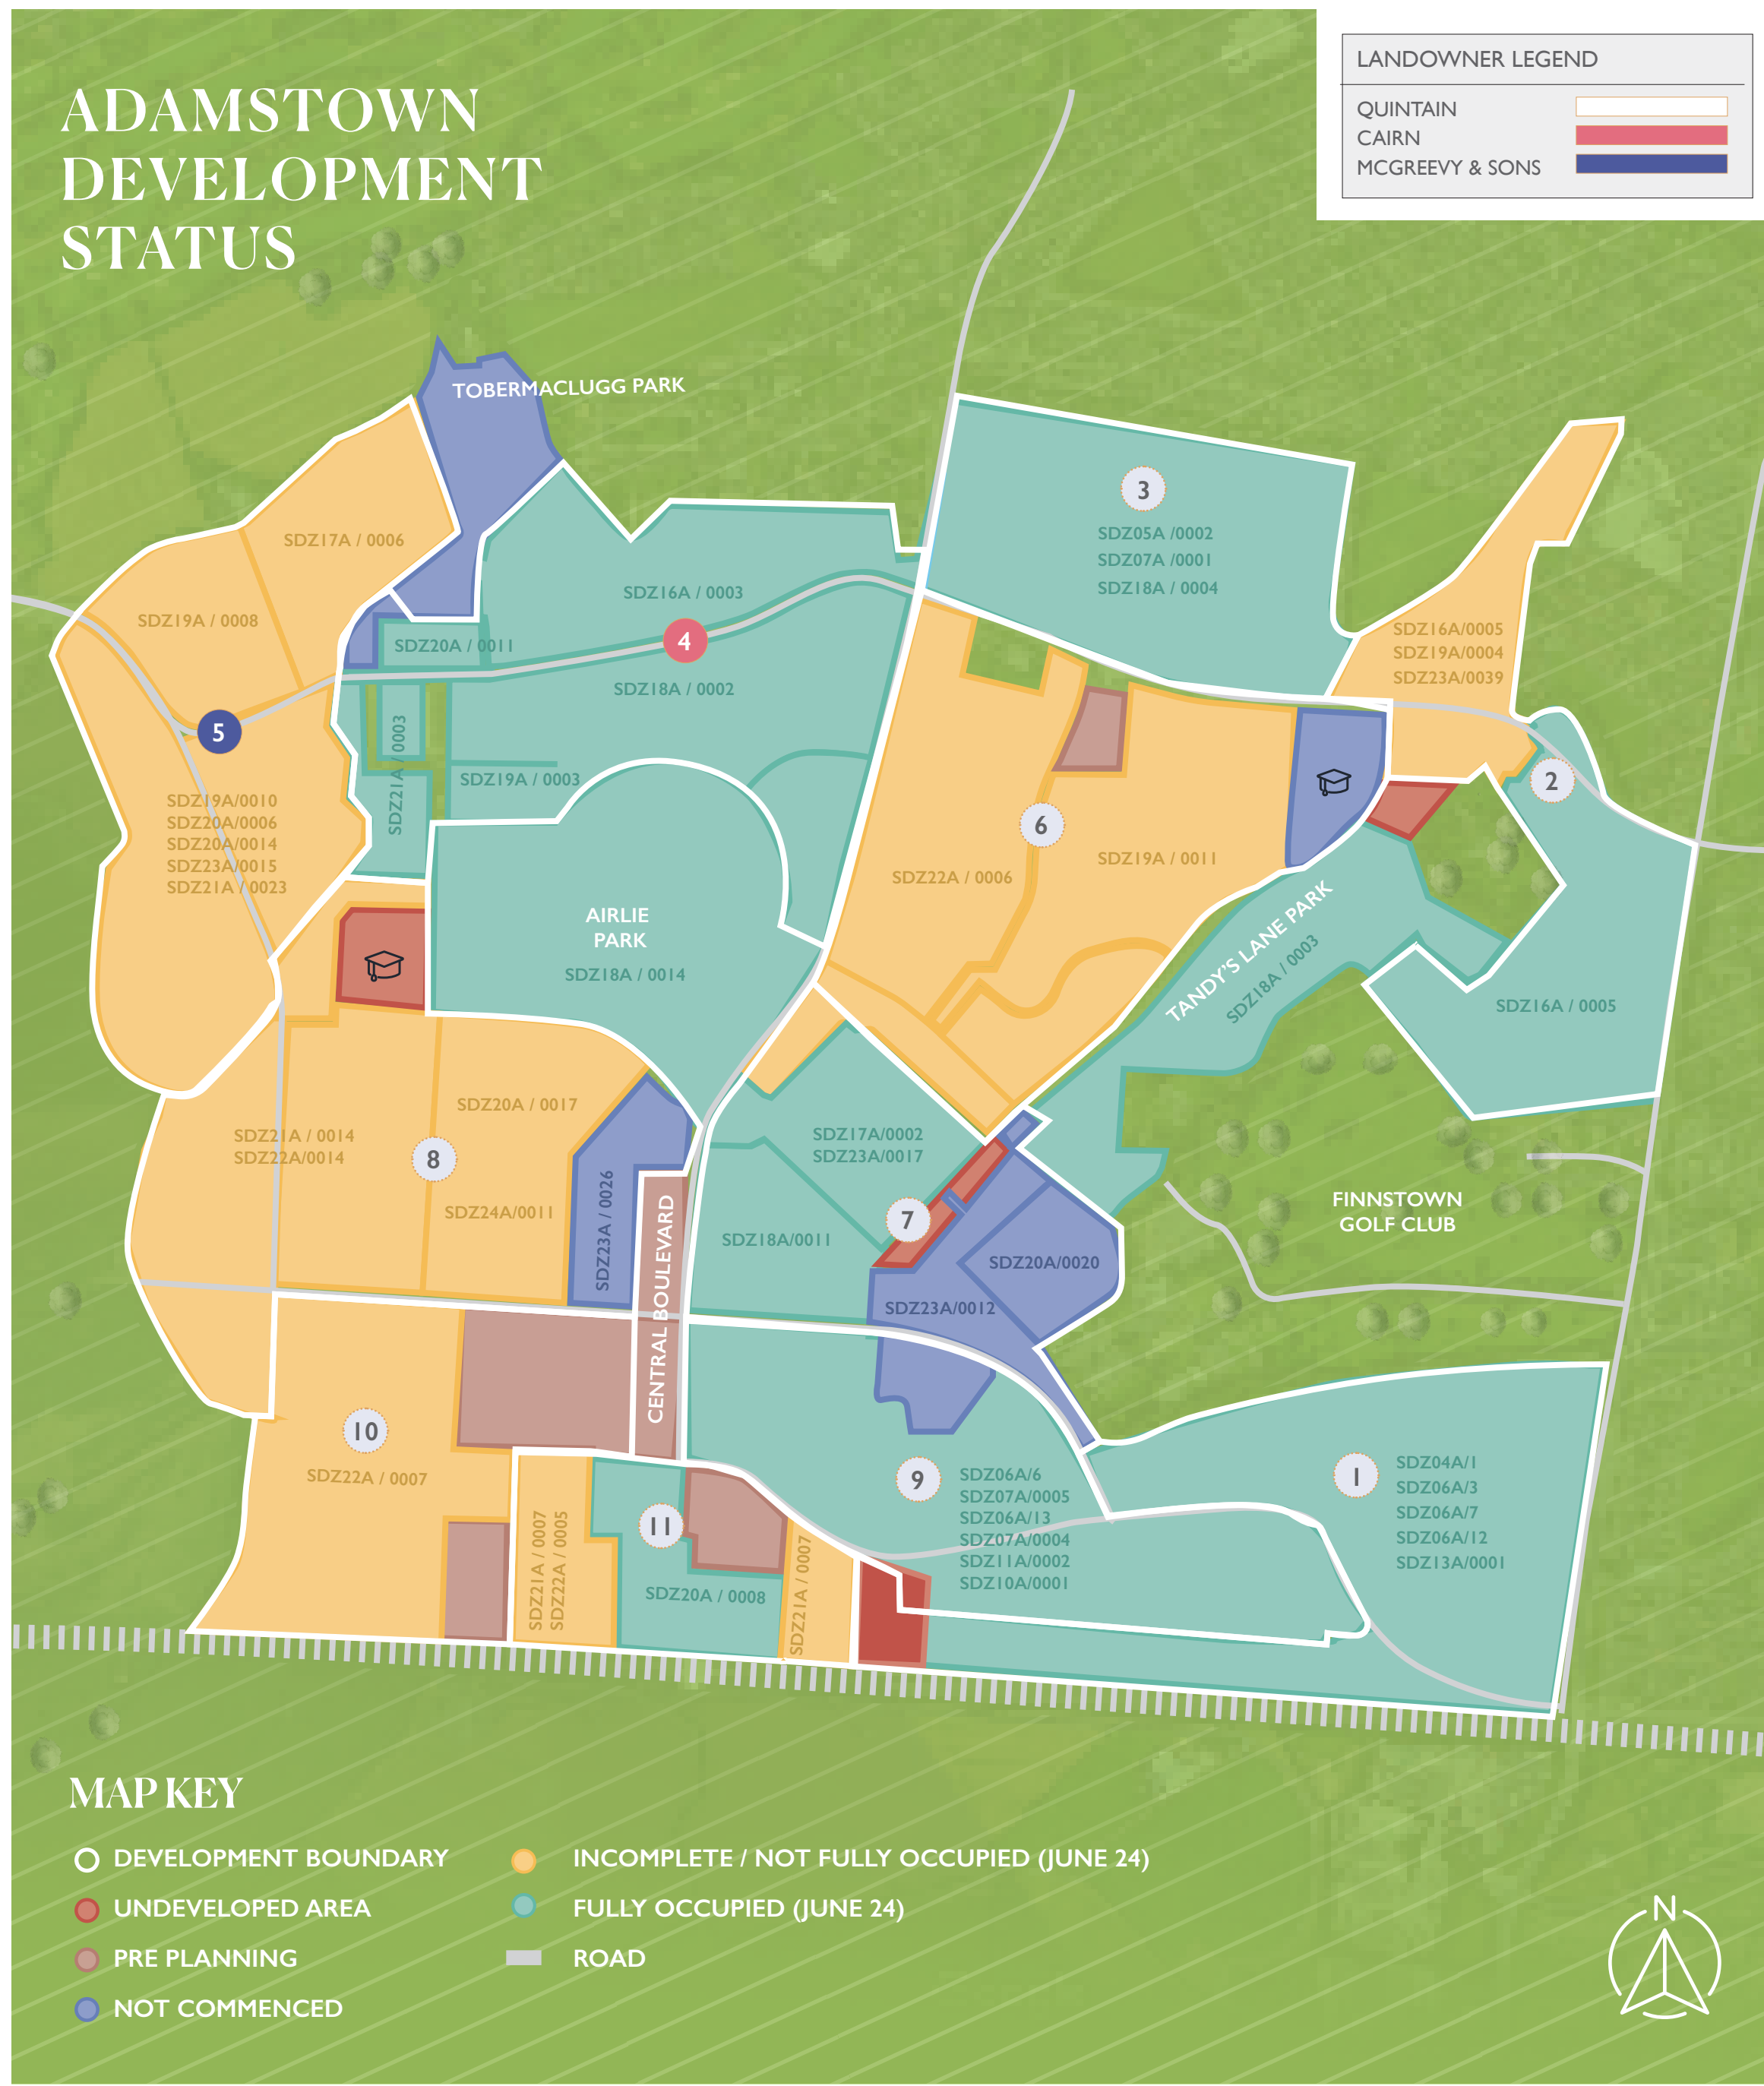 ADAMSTOWN
DEVELOPMENT
STATUS
LANDOWNER LEGEND
QUINTAIN
CAIRN
MCGREEVY & SONS
TOBERMACLUGG PARK
3
SDZ05A /0002
SDZ07A /0001
SDZ18A / 0004
SDZ17A / 0006
SDZ19A / 0008
SDZ16A / 0003
SDZ20A / 0011
4
SDZ18A / 0002
SDZ16A/0005
SDZ19A/0004
SDZ23A/0039
5
SDZ21A / 0003
SDZ19A / 0003
2
SDZ19A/0010
SDZ20A/0006
SDZ20A/0014
SDZ23A/0015
SDZ21A / 0023
6
SDZ22A / 0006
SDZ19A / 0011
AIRLIE
PARK
SDZ18A / 0014
TANDY'S LANE PARK
SDZ18A / 0003
SDZ16A / 0005
SDZ20A / 0017
SDZ21A / 0014
SDZ22A/0014
8
SDZ24A/0011
SDZ23A / 0026
SDZ17A/0002
SDZ23A/0017
7
SDZ18A/0011
SDZ20A/0020
SDZ23A/0012
FINNSTOWN
GOLF CLUB
CENTRAL BOULEVARD
10
SDZ22A / 0007
9
SDZ06A/6
SDZ07A/0005
SDZ06A/13
SDZ07A/0004
SDZ11A/0002
SDZ10A/0001
1
SDZ04A/1
SDZ06A/3
SDZ06A/7
SDZ06A/12
SDZ13A/0001
SDZ21A / 0007
SDZ22A / 0005
11
SDZ20A / 0008
SDZ21A / 0007
MAP KEY
DEVELOPMENT BOUNDARY
UNDEVELOPED AREA
PRE PLANNING
NOT COMMENCED
INCOMPLETE / NOT FULLY OCCUPIED (JUNE 24)
FULLY OCCUPIED (JUNE 24)
ROAD
N